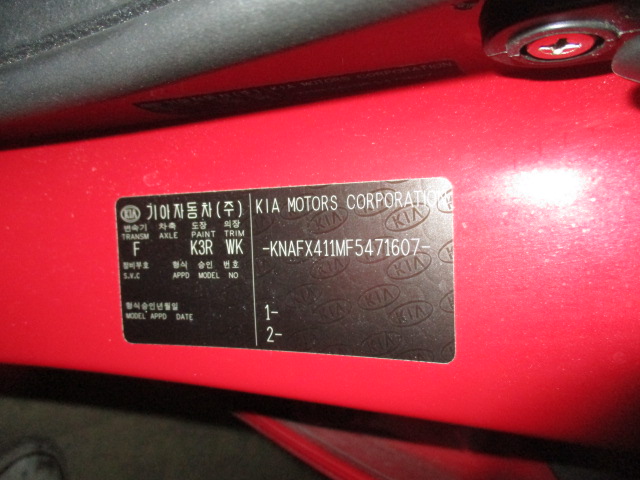 KIA 기아자동차(주)
변속기 차축 도장 의장
TRANSM AXLE PAINT TRIM
F K3R WK
정비부호 형식 승인 번호
S.V.C APPD MODEL NO
형식승인년월일
MODEL APPD DATE
KIA MOTORS CORPORATION
-KNAFX411MF5471607-
1-
2-